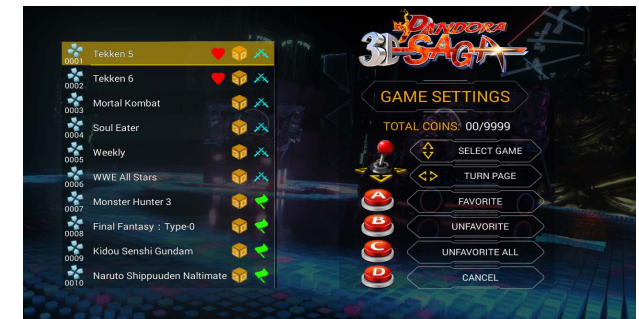 Tekken 5
0001
Tekken 6
0002
Mortal Kombat
0003
Soul Eater
0004
Weekly
0005
WWE All Stars
0006
Monster Hunter 3
0007
Final Fantasy : Type-0
0008
Kidou Senshi Gundam
0009
Naruto Shippuuden Naltimate
0010
PANDORA
3D SAGA
GAME SETTINGS
TOTAL COINS: 00/9999
SELECT GAME
TURN PAGE
A FAVORITE
B UNFAVORITE
C UNFAVORITE ALL
D CANCEL